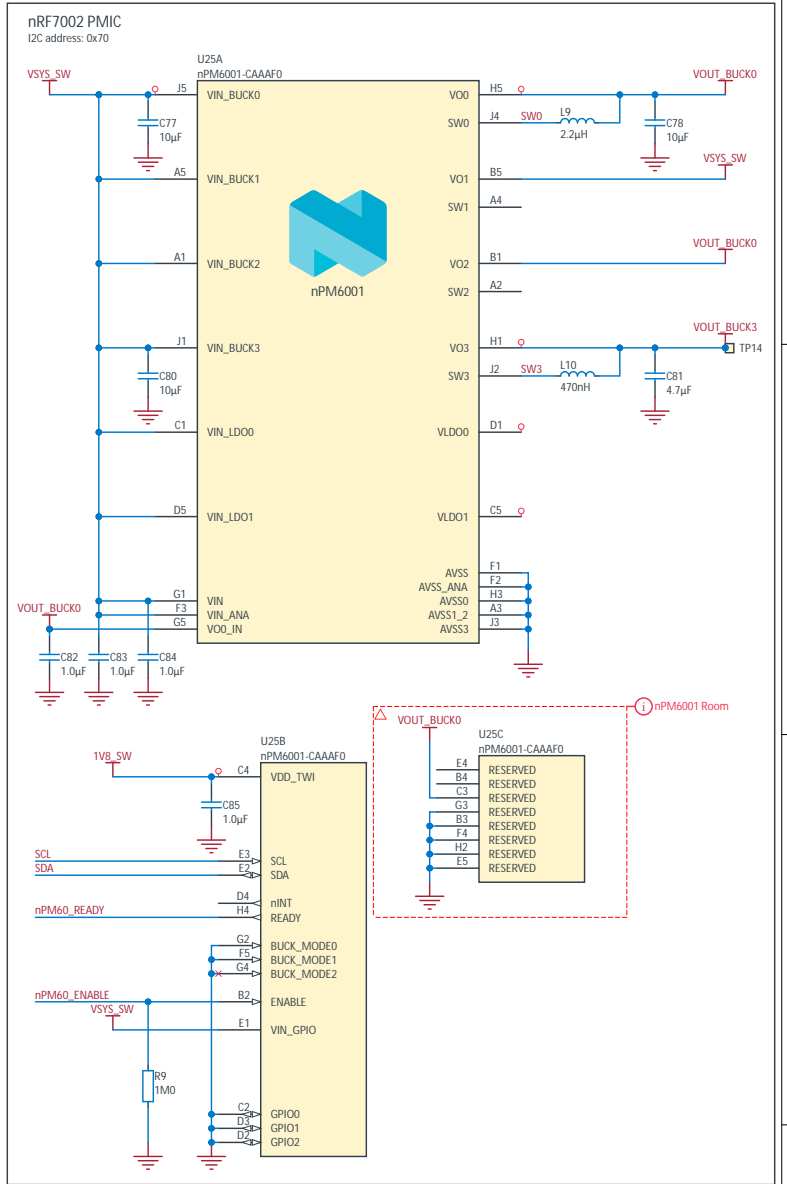 nRF7002 PMIC
I2C address: 0x70
U25A
nPM6001-CAAAF0
VSYS_SW
VOUT_BUCK0
J5 VIN_BUCK0
VO0 H5
C77
10µF
SW0 J4 SW0
L9
2.2µH
C78
10µF
VSYS_SW
A5 VIN_BUCK1
VO1 B5
SW1 A4
VOUT_BUCK0
A1 VIN_BUCK2
VO2 B1
SW2 A2
nPM6001
VOUT_BUCK3
J1 VIN_BUCK3
VO3 H1
TP14
C80
10µF
SW3 J2 SW3
L10
470nH
C81
4.7µF
C1 VIN_LDO0
VLDO0 D1
D5 VIN_LDO1
VLDO1 C5
AVSS F1
AVSS_ANA F2
AVSS0 H3
AVSS1_2 A3
AVSS3 J3
G1 VIN
F3 VIN_ANA
G5 VO0_IN
VOUT_BUCK0
C82
1.0µF
C83
1.0µF
C84
1.0µF
nPM6001 Room
i
VOUT_BUCK0
U25C
nPM6001-CAAAF0
E4 RESERVED
B4 RESERVED
C3 RESERVED
G3 RESERVED
B3 RESERVED
F4 RESERVED
H2 RESERVED
E5 RESERVED
U25B
nPM6001-CAAAF0
1V8_SW
C4 VDD_TWI
C85
1.0µF
SCL E3 SCL
SDA E2 SDA
D4 nINT
nPM60_READY H4 READY
G2 BUCK_MODE0
F5 BUCK_MODE1
G4 BUCK_MODE2
nPM60_ENABLE B2 ENABLE
VSYS_SW
E1 VIN_GPIO
R9
1M0
C2 GPIO0
D3 GPIO1
D2 GPIO2